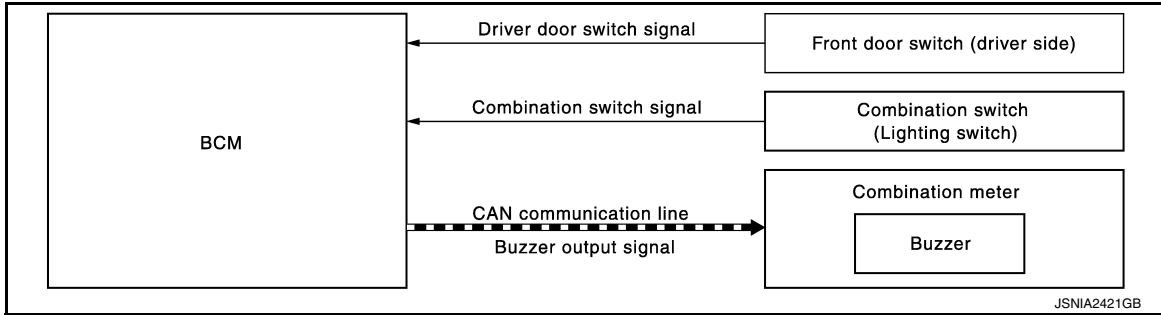 Driver door switch signal
Front door switch (driver side)
Combination switch signal
Combination switch
(Lighting switch)
BCM
Combination meter
CAN communication line
Buzzer output signal
Buzzer
JSNIA2421GB